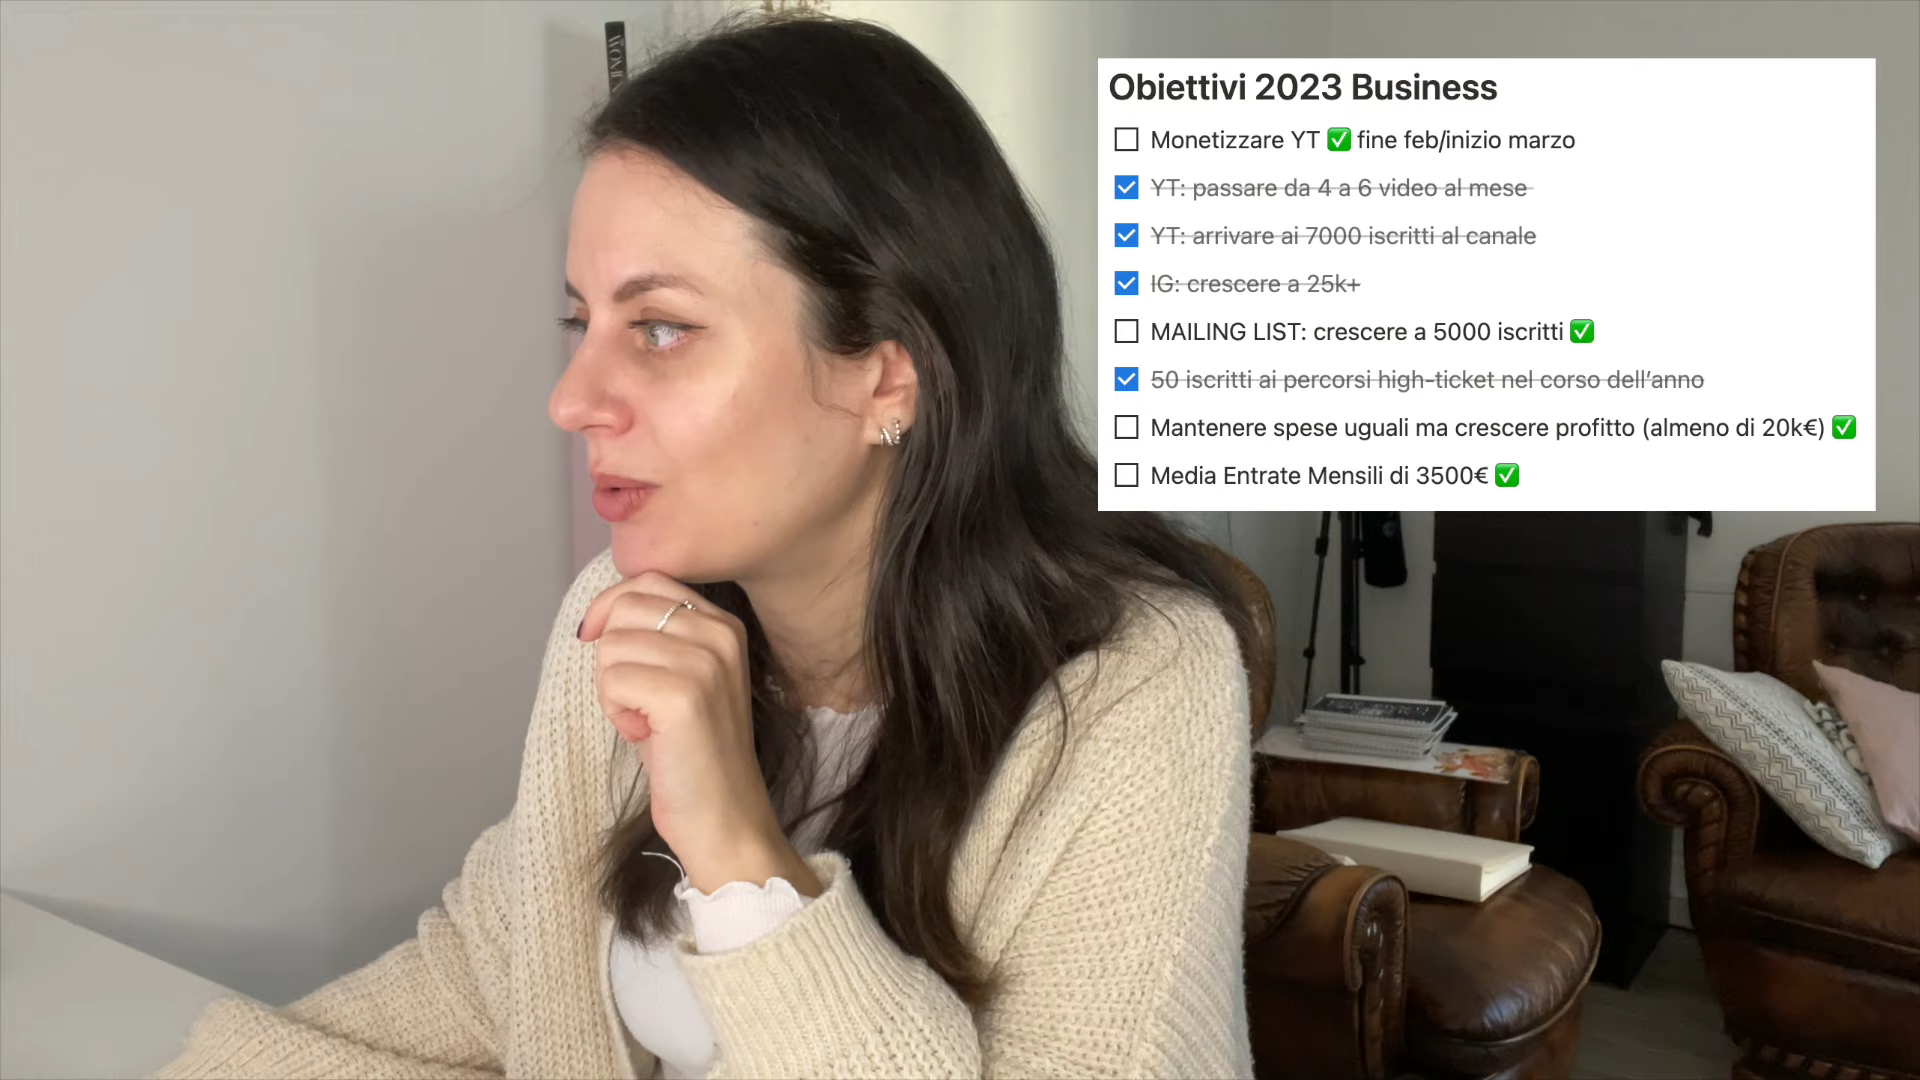 Obiettivi 2023 Business
Monetizzare YT ✅ fine feb/inizio marzo
YT: passare da 4 a 6 video al mese
YT: arrivare ai 7000 iscritti al canale
IG: crescere a 25k+
MAILING LIST: crescere a 5000 iscritti ✅
50 iscritti ai percorsi high-ticket nel corso dell’anno
Mantenere spese uguali ma crescere profitto (almeno di 20k€) ✅
Media Entrate Mensili di 3500€ ✅